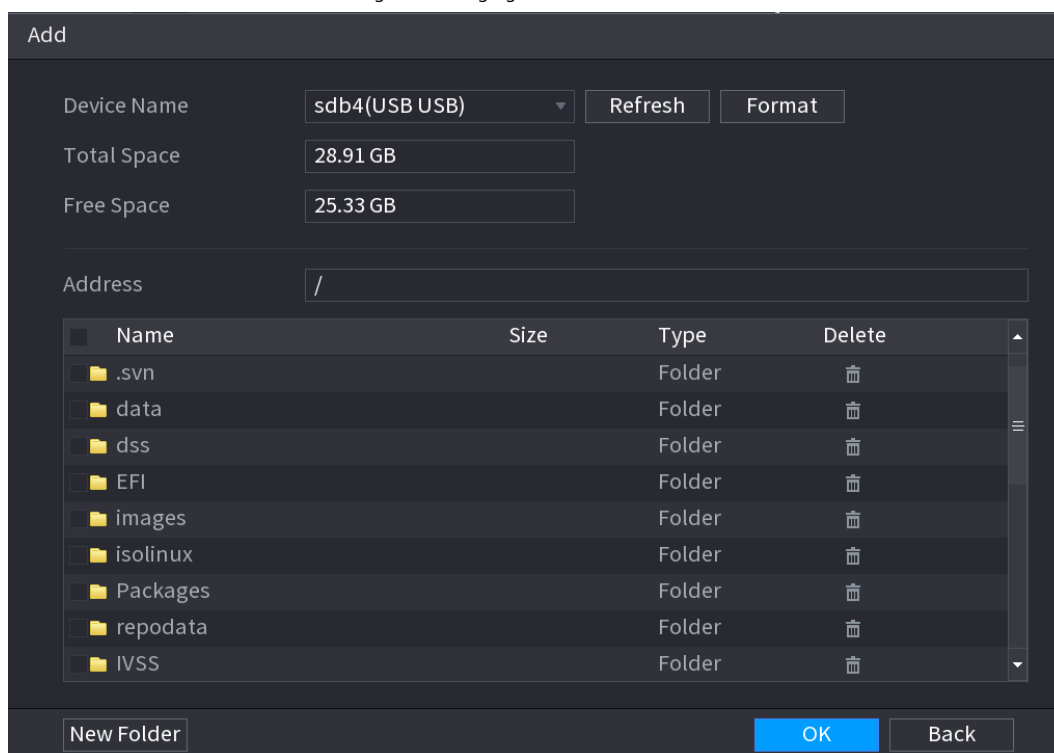 Add
Device Name sdb4(USB USB) Refresh Format
Total Space 28.91 GB
Free Space 25.33 GB
Address /
Name Size Type Delete
.svn Folder
data Folder
dss Folder
EFI Folder
images Folder
isolinux Folder
Packages Folder
repodata Folder
IVSS Folder
New Folder OK Back